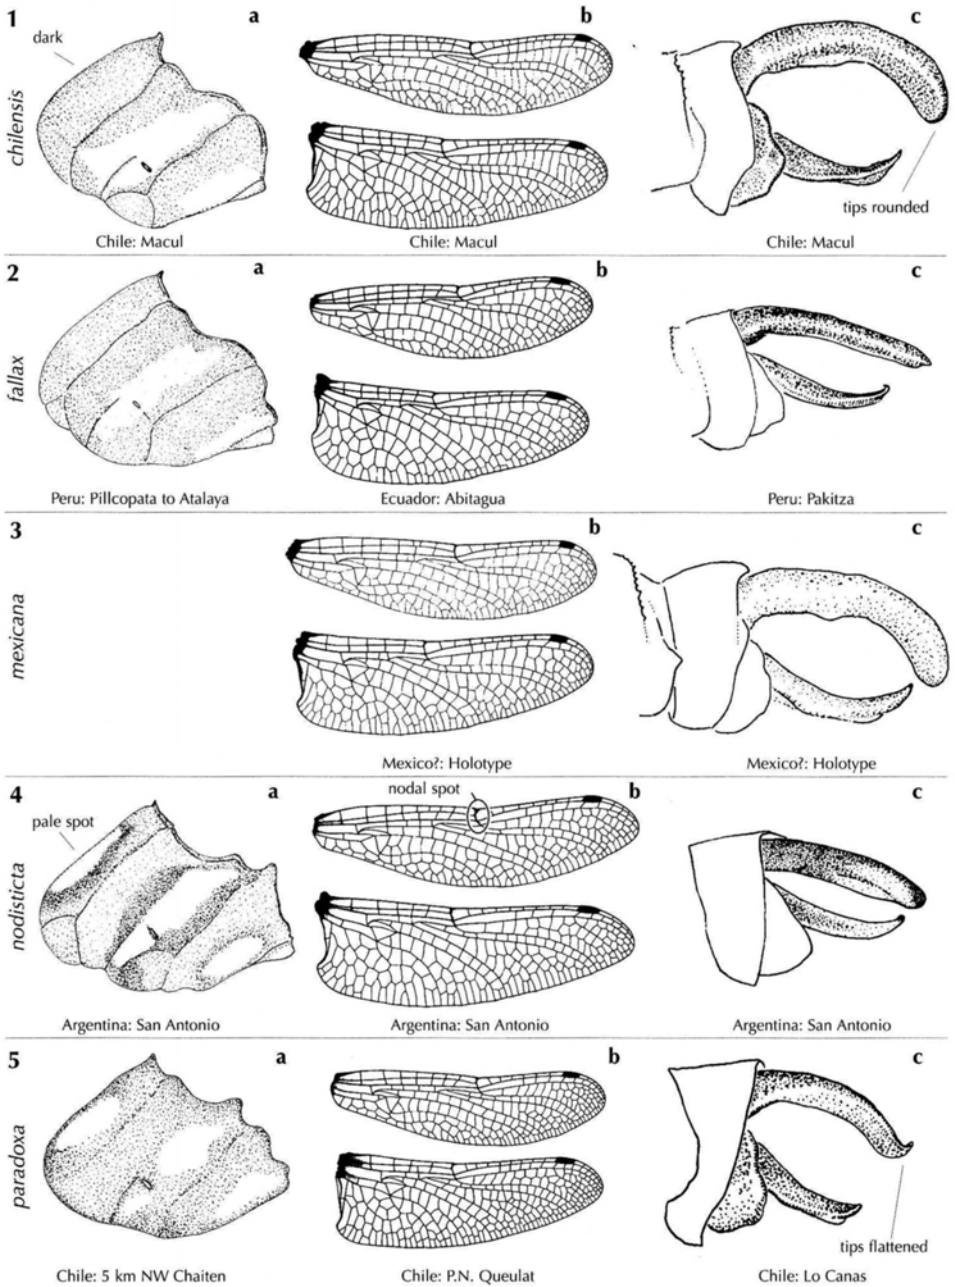 1
a
b
c
dark
chilensis
tips rounded
Chile: Macul
Chile: Macul
Chile: Macul
2
a
b
c
fallax
Peru: Pillcopata to Atalaya
Ecuador: Abitagua
Peru: Pakitza
3
b
c
mexicana
Mexico?: Holotype
Mexico?: Holotype
4
a
nodal spot
b
c
pale spot
nodisticta
Argentina: San Antonio
Argentina: San Antonio
Argentina: San Antonio
5
a
b
c
paradoxa
tips flattened
Chile: 5 km NW Chaiten
Chile: P.N. Queulat
Chile: Lo Canas